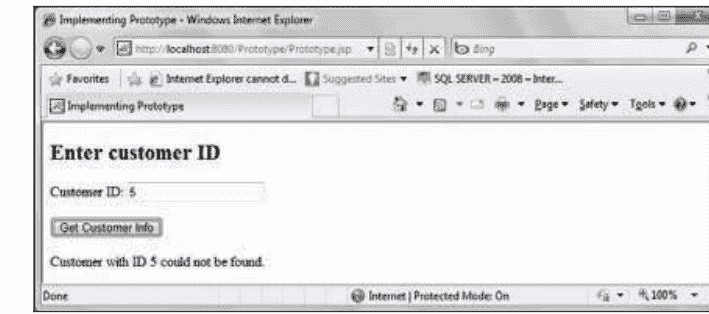 Implementing Prototype - Windows Internet Explorer
http://localhost:8080/Prototype/Prototype.jsp
Bing
Favorites Internet Explorer cannot d... Suggested Sites SQL SERVER – 2008 – Inter...
Implementing Prototype Page Safety Tools
Enter customer ID
Customer ID: 5
Get Customer Info
Customer with ID 5 could not be found.
Done Internet | Protected Mode: On 100%